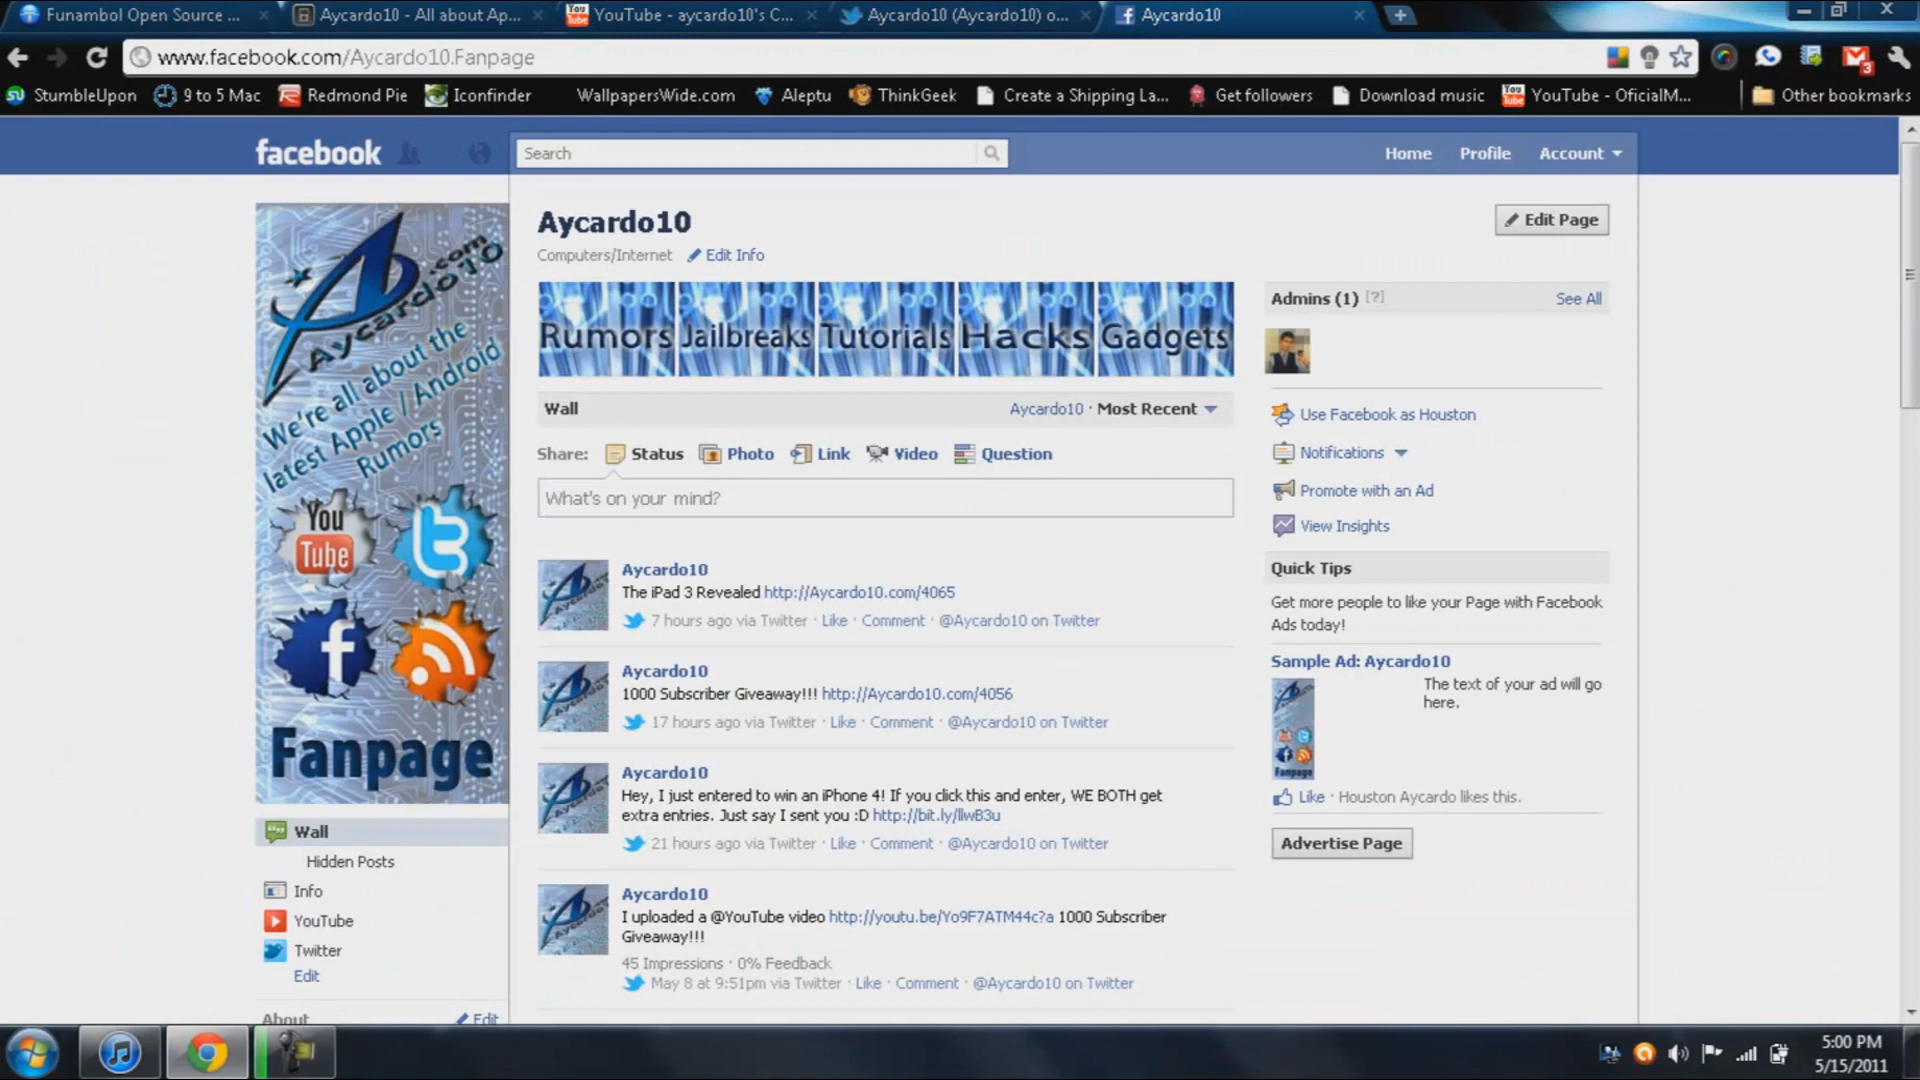 Funambol Open Source ...
Aycardo10 - All about Ap...
YouTube - aycardo10's C...
Aycardo10 (Aycardo10) o...
Aycardo10
www.facebook.com/Aycardo10.Fanpage
3
StumbleUpon
9 to 5 Mac
Redmond Pie
Iconfinder
WallpapersWide.com
Aleptu
ThinkGeek
Create a Shipping La...
Get followers
Download music
YouTube - OficialM...
Other bookmarks
facebook
Search
Home
Profile
Account
Aycardo10.com
We're all about the
latest Apple / Android
Rumors
You
Tube
Fanpage
Wall
Hidden Posts
Info
YouTube
Twitter
Edit
About
Edit
Aycardo10
Computers/Internet
Edit Info
Rumors
Jailbreaks
Tutorials
Hacks
Gadgets
Wall
Aycardo10 · Most Recent
Share:
Status
Photo
Link
Video
Question
What's on your mind?
Aycardo10
The iPad 3 Revealed http://Aycardo10.com/4065
7 hours ago via Twitter · Like · Comment · @Aycardo10 on Twitter
Aycardo10
1000 Subscriber Giveaway!!! http://Aycardo10.com/4056
17 hours ago via Twitter · Like · Comment · @Aycardo10 on Twitter
Aycardo10
Hey, I just entered to win an iPhone 4! If you click this and enter, WE BOTH get
extra entries. Just say I sent you :D http://bit.ly/llwB3u
21 hours ago via Twitter · Like · Comment · @Aycardo10 on Twitter
Aycardo10
I uploaded a @YouTube video http://youtu.be/Yo9F7ATM44c?a 1000 Subscriber
Giveaway!!!
45 Impressions · 0% Feedback
May 8 at 9:51pm via Twitter · Like · Comment · @Aycardo10 on Twitter
Edit Page
Admins (1) [?]
See All
Use Facebook as Houston
Notifications
Promote with an Ad
View Insights
Quick Tips
Get more people to like your Page with Facebook
Ads today!
Sample Ad: Aycardo10
The text of your ad will go
here.
Fanpage
Like · Houston Aycardo likes this.
Advertise Page
5:00 PM
5/15/2011